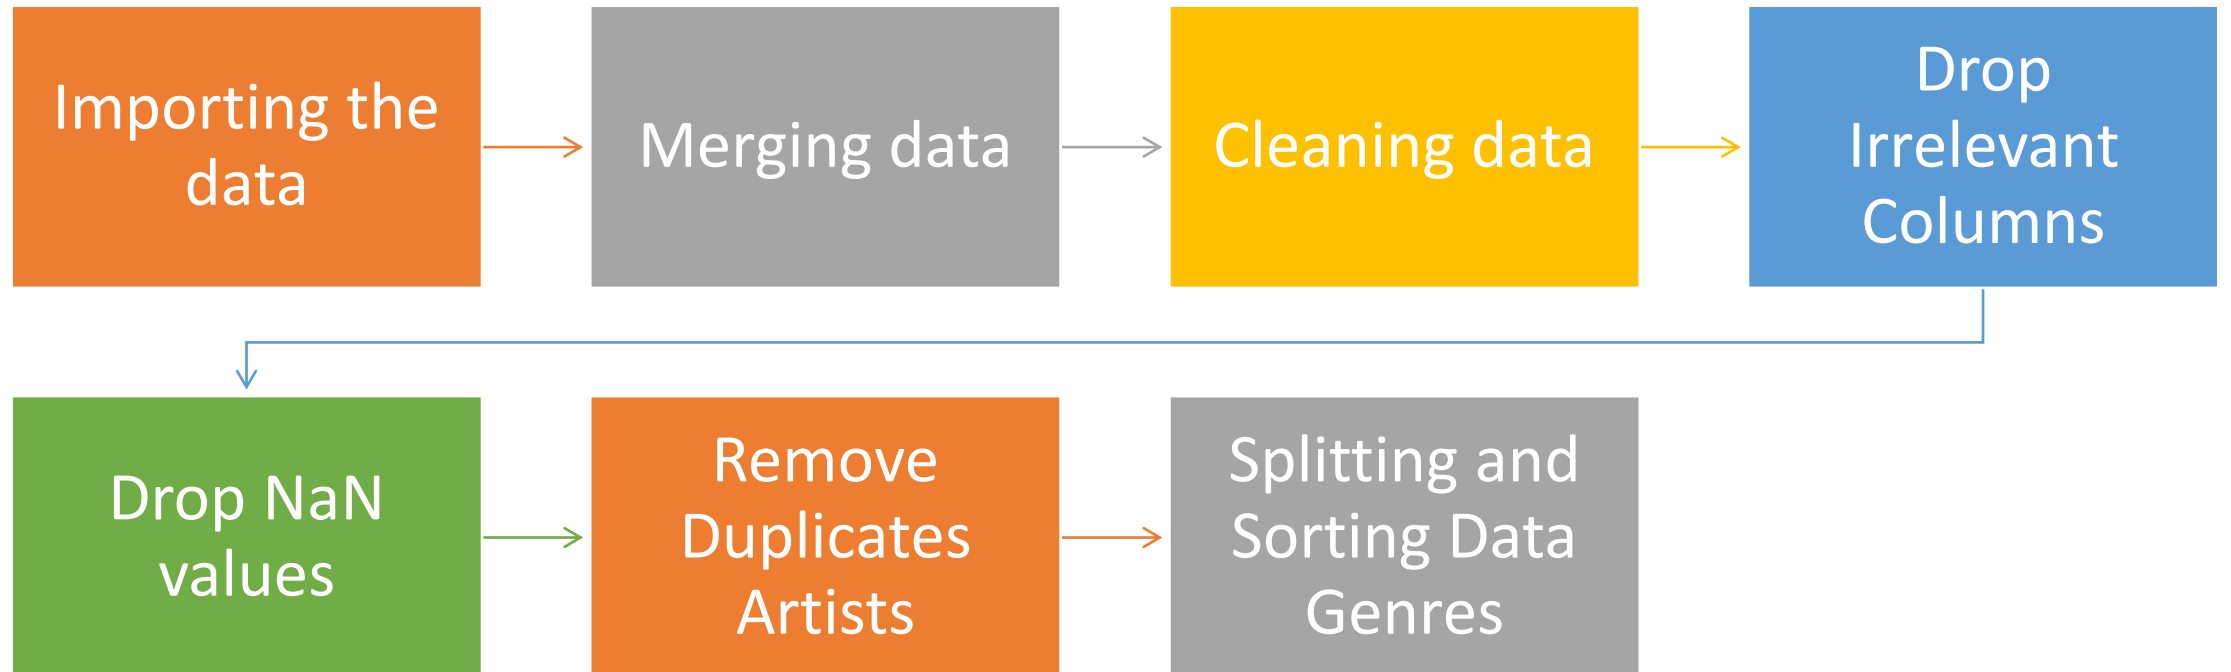 Importing the
data
Merging data
Cleaning data
Drop
Irrelevant
Columns
Drop NaN
values
Remove
Duplicates
Artists
Splitting and
Sorting Data
Genres